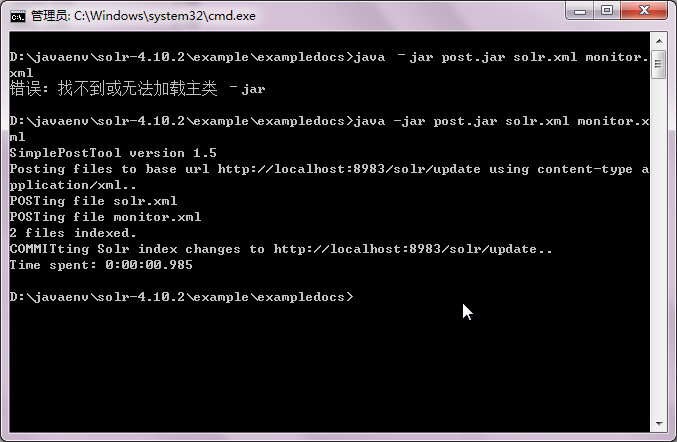 管理员: C:\Windows\system32\cmd.exe
D:\javaenv\solr-4.10.2\example\exampledocs>java －jar post.jar solr.xml monitor.
xml
错误: 找不到或无法加载主类 －jar
D:\javaenv\solr-4.10.2\example\exampledocs>java -jar post.jar solr.xml monitor.x
ml
SimplePostTool version 1.5
Posting files to base url http://localhost:8983/solr/update using content-type a
pplication/xml..
POSTing file solr.xml
POSTing file monitor.xml
2 files indexed.
COMMITting Solr index changes to http://localhost:8983/solr/update..
Time spent: 0:00:00.985
D:\javaenv\solr-4.10.2\example\exampledocs>